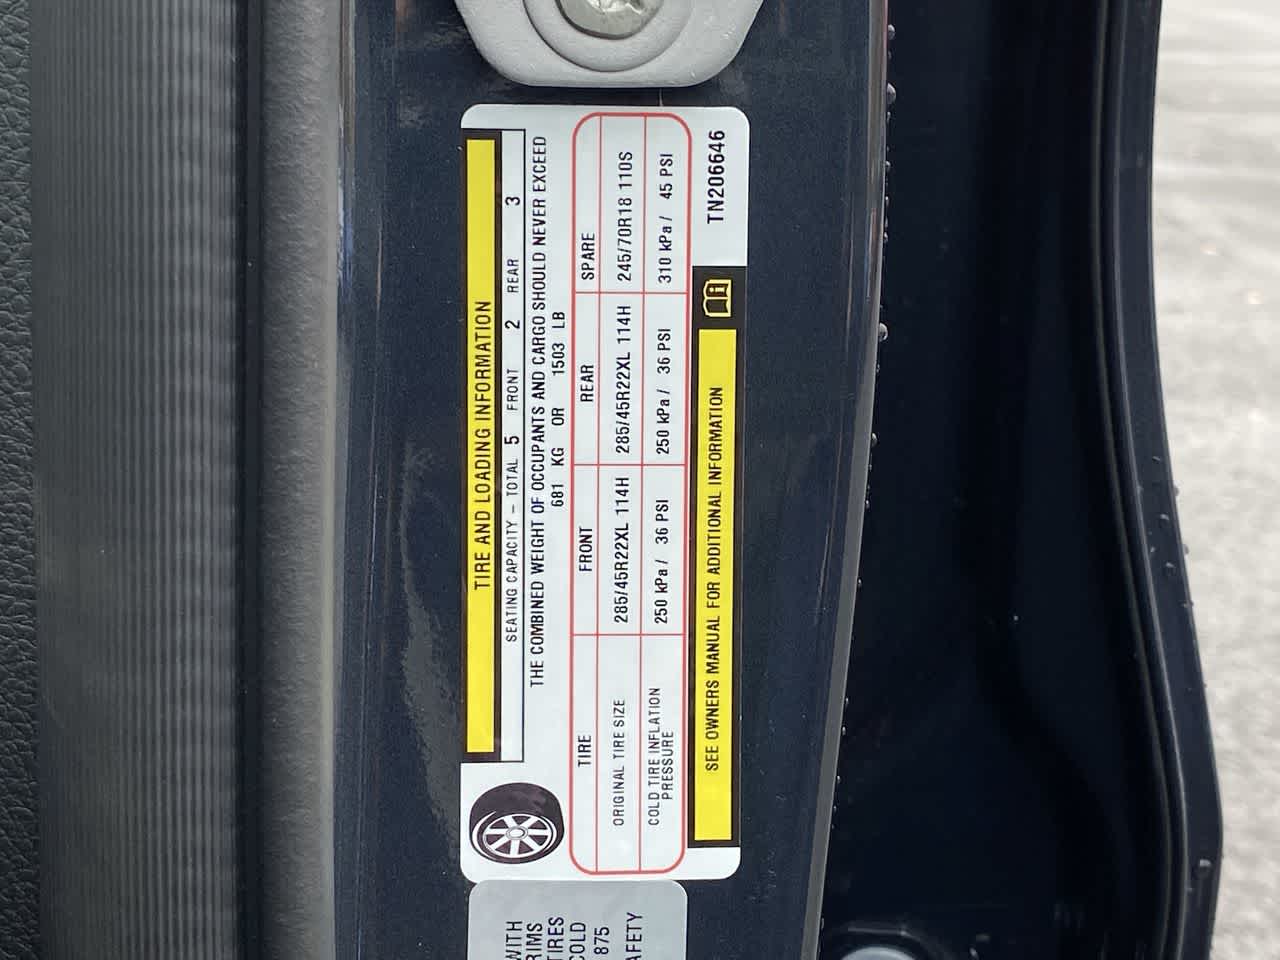 TIRE AND LOADING INFORMATION
SEATING CAPACITY – TOTAL 5 FRONT 2 REAR 3
THE COMBINED WEIGHT OF OCCUPANTS AND CARGO SHOULD NEVER EXCEED
681 KG OR 1503 LB
TIRE FRONT REAR SPARE
ORIGINAL TIRE SIZE 285/45R22XL 114H 285/45R22XL 114H 245/70R18 110S
COLD TIRE INFLATION PRESSURE 250 kPa / 36 PSI 250 kPa / 36 PSI 310 kPa / 45 PSI
SEE OWNERS MANUAL FOR ADDITIONAL INFORMATION
TN206646
WITH
RIMS
TIRES
COLD
875
AFETY